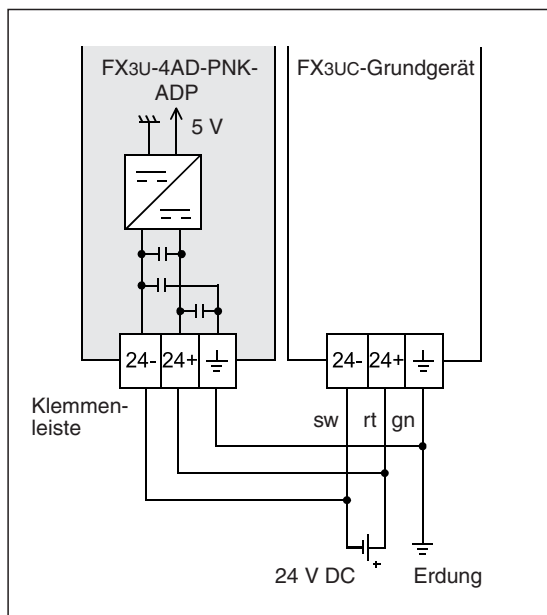 FX3U-4AD-PNK-
ADP
5 V
24-
24+
Klemmen-
leiste
FX3UC-Grundgerät
24-
24+
sw
rt
gn
+
24 V DC
Erdung